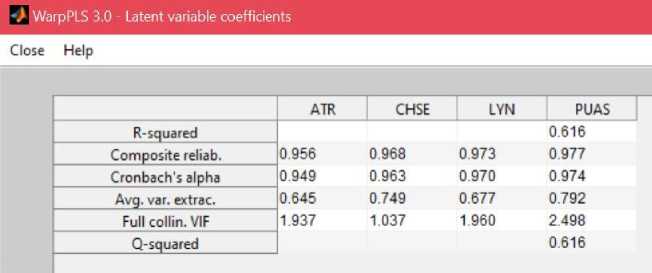 WarpPLS 3.0 - Latent variable coefficients
Close Help
ATR CHSE LYN PUAS
R-squared 0.616
Composite reliab. 0.956 0.968 0.973 0.977
Cronbach's alpha 0.949 0.963 0.970 0.974
Avg. var. extrac. 0.645 0.749 0.677 0.792
Full collin. VIF 1.937 1.037 1.960 2.498
Q-squared 0.616